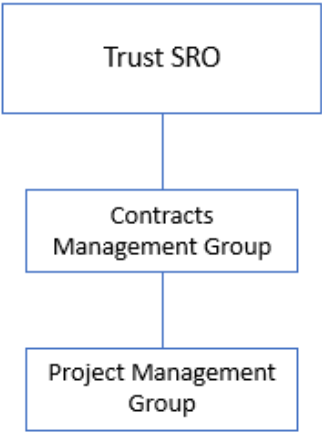 Trust SRO
Contracts
Management Group
Project Management
Group